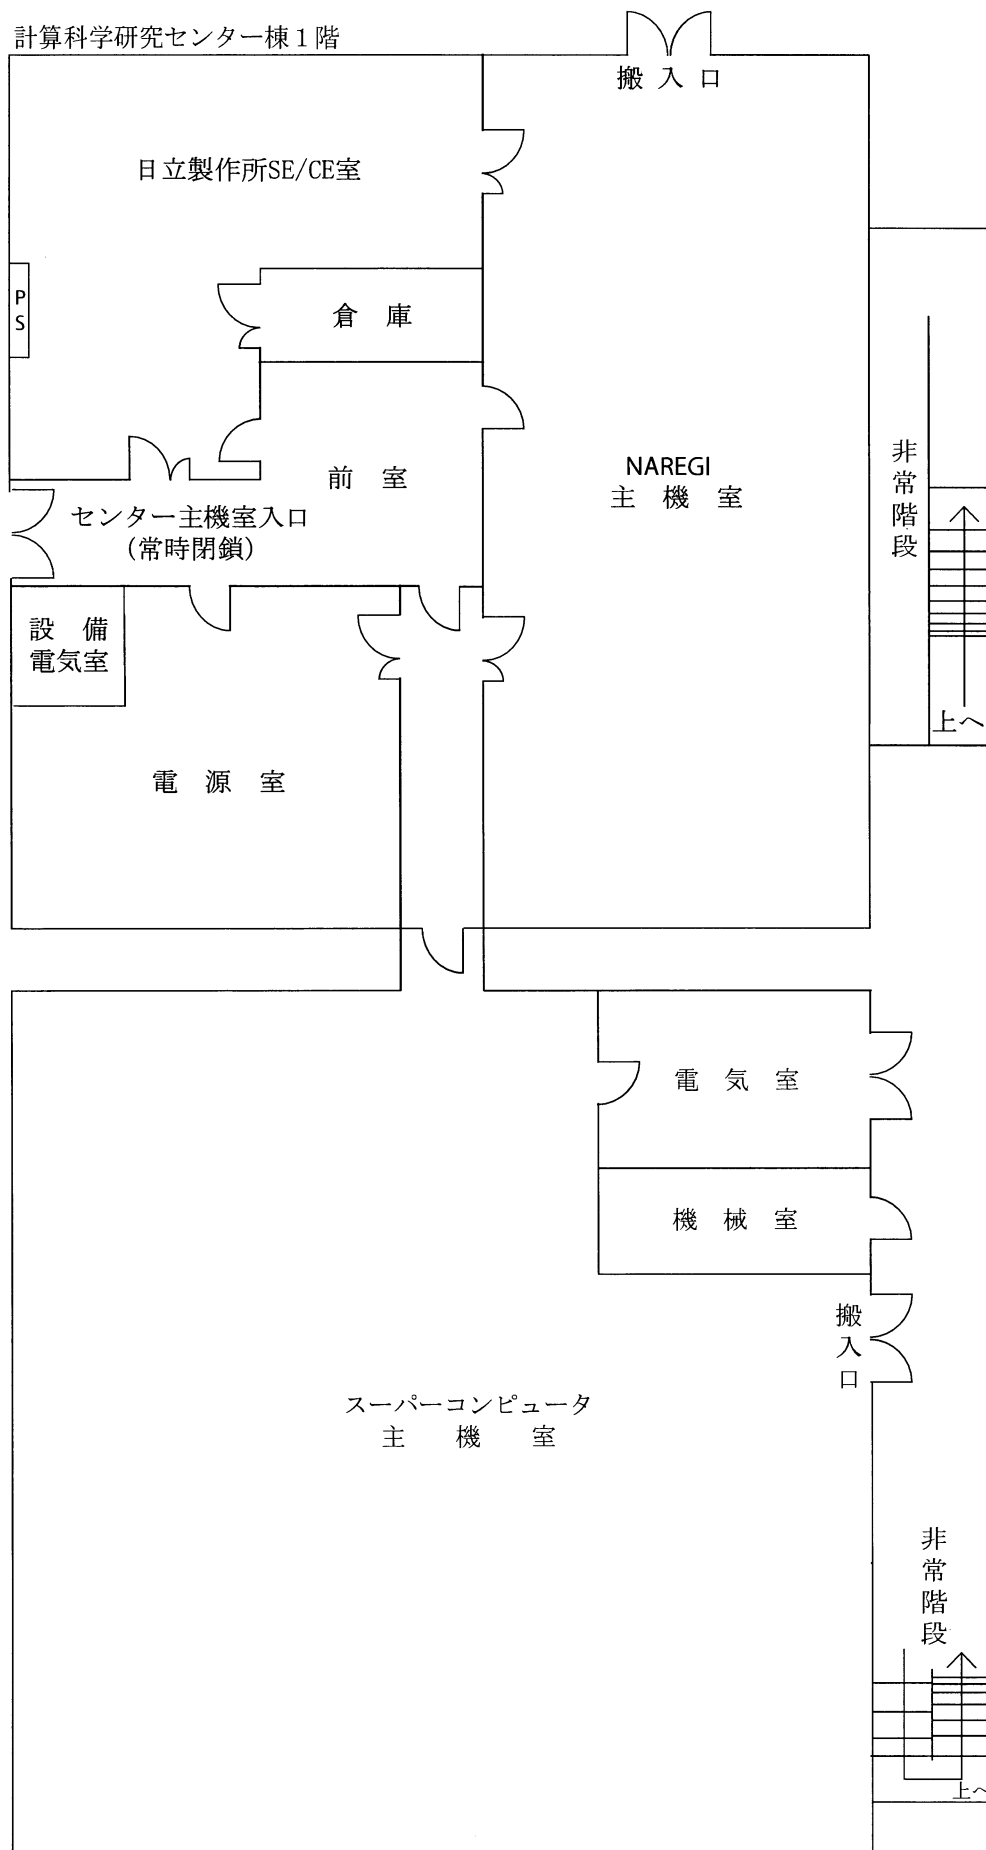 計算科学研究センター棟1階
搬入口
日立製作所SE/CE室
PS
倉庫
前室
NAREGI
主機室
非常階段
センター主機室入口
(常時閉鎖)
設備
電気室
上へ
電源室
電気室
機械室
搬入口
スーパーコンピュータ
主機室
非常階段
上へ